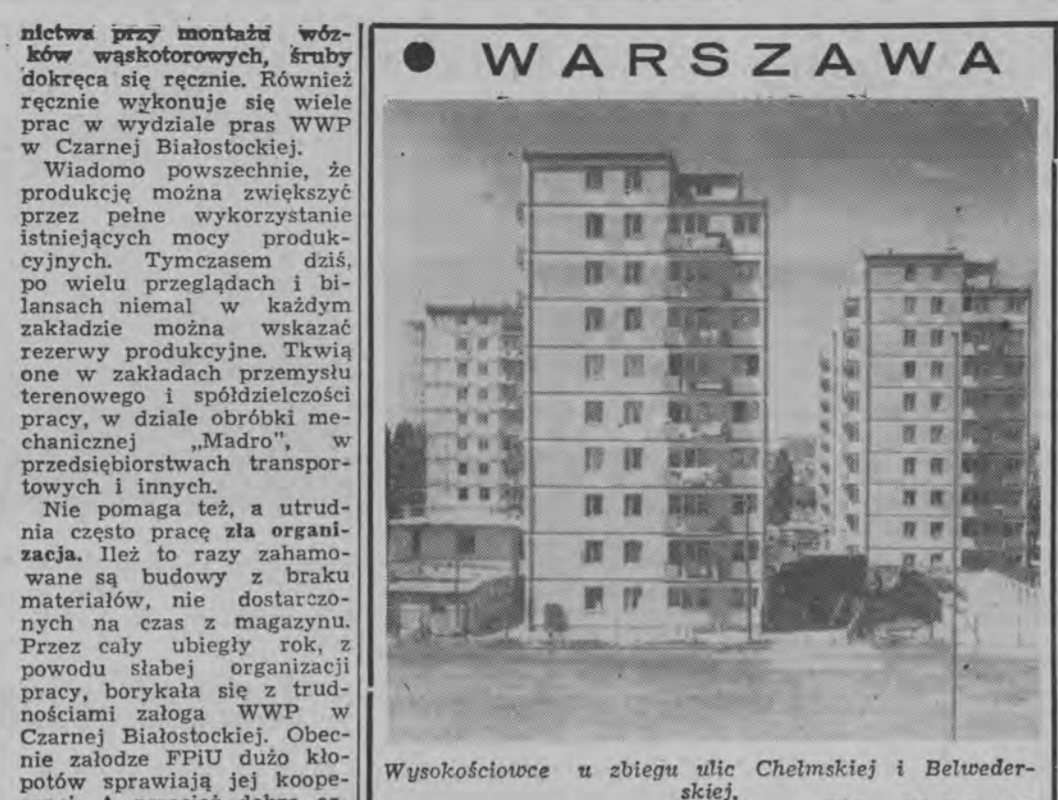 nictwa przy montażu wóz-
ków wąskotorowych, śruby
dokręca się ręcznie. Również
ręcznie wykonuje się wiele
prac w wydziale pras WWP
w Czarnej Białostockiej.
Wiadomo powszechnie, że
produkcję można zwiększyć
przez pełne wykorzystanie
istniejących mocy produk-
cyjnych. Tymczasem dziś,
po wielu przeglądach i bi-
lansach niemal w każdym
zakładzie można wskazać
rezerwy produkcyjne. Tkwią
one w zakładach przemysłu
terenowego i spółdzielczości
pracy, w dziale obróbki me-
chanicznej „Madro”, w
przedsiębiorstwach transpor-
towych i innych.
Nie pomaga też, a utrud-
nia często pracę zła organi-
zacja. Ileż to razy zahamo-
wane są budowy z braku
materiałów, nie dostarczo-
nych na czas z magazynu.
Przez cały ubiegły rok, z
powodu słabej organizacji
pracy, borykała się z trud-
nościami załoga WWP w
Czarnej Białostockiej. Obec-
nie załodze FPiU dużo kło-
potów sprawiają jej koope-
● WARSZAWA
Wysokościowce u zbiegu ulic Chełmskiej i Belweder-
skiej.